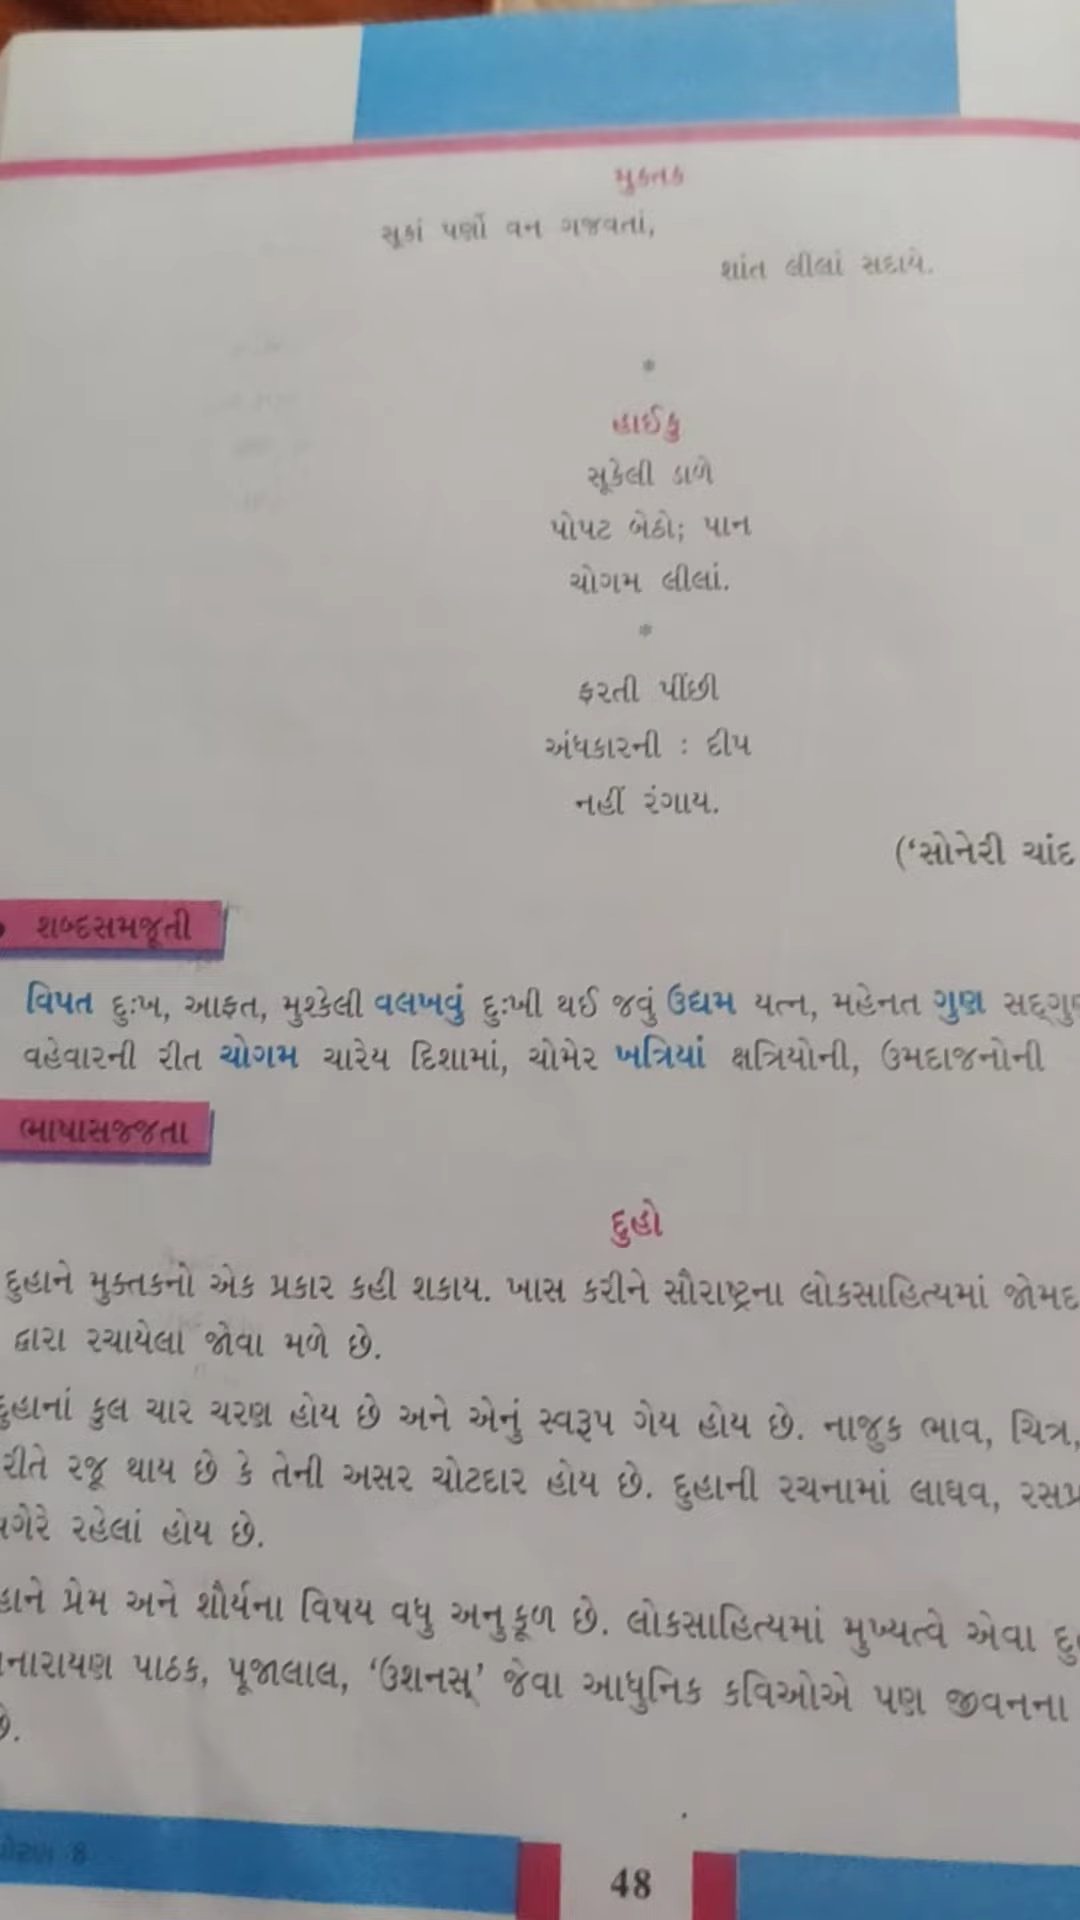 મુક્તક
સૂકાં પર્ણો વન ગજવતાં,
શાંત લીલાં સદાયે.
*
હાઈકુ
સૂકેલી ડાળે
પોપટ બેઠો; પાન
ચોગમ લીલાં.
*
ફરતી પીંછી
અંધકારની : દીપ
નહીં રંગાય.
('સોનેરી ચાંદ
શબ્દસમજૂતી
વિપત દુઃખ, આફત, મુશ્કેલી વલખવું દુઃખી થઈ જવું ઉદ્યમ યત્ન, મહેનત ગુણ સદ્ગુણ
વહેવારની રીત ચોગમ ચારેય દિશામાં, ચોમેર ખત્રિયાં ક્ષત્રિયોની, ઉમદાજનોની
ભાષાસજ્જતા
દુહો
દુહાને મુક્તકનો એક પ્રકાર કહી શકાય. ખાસ કરીને સૌરાષ્ટ્રના લોકસાહિત્યમાં જોમદ
દ્વારા રચાયેલા જોવા મળે છે.
દુહાનાં કુલ ચાર ચરણ હોય છે અને એનું સ્વરૂપ ગેય હોય છે. નાજુક ભાવ, ચિત્ર,
રીતે રજૂ થાય છે કે તેની અસર ચોટદાર હોય છે. દુહાની રચનામાં લાઘવ, રસપ્ર
વગેરે રહેલાં હોય છે.
હાને પ્રેમ અને શૌર્યના વિષય વધુ અનુકૂળ છે. લોકસાહિત્યમાં મુખ્યત્વે એવા દુ
નારાયણ પાઠક, પૂજાલાલ, 'ઉશનસ્' જેવા આધુનિક કવિઓએ પણ જીવનના
છે.
ધોરણ 8
48